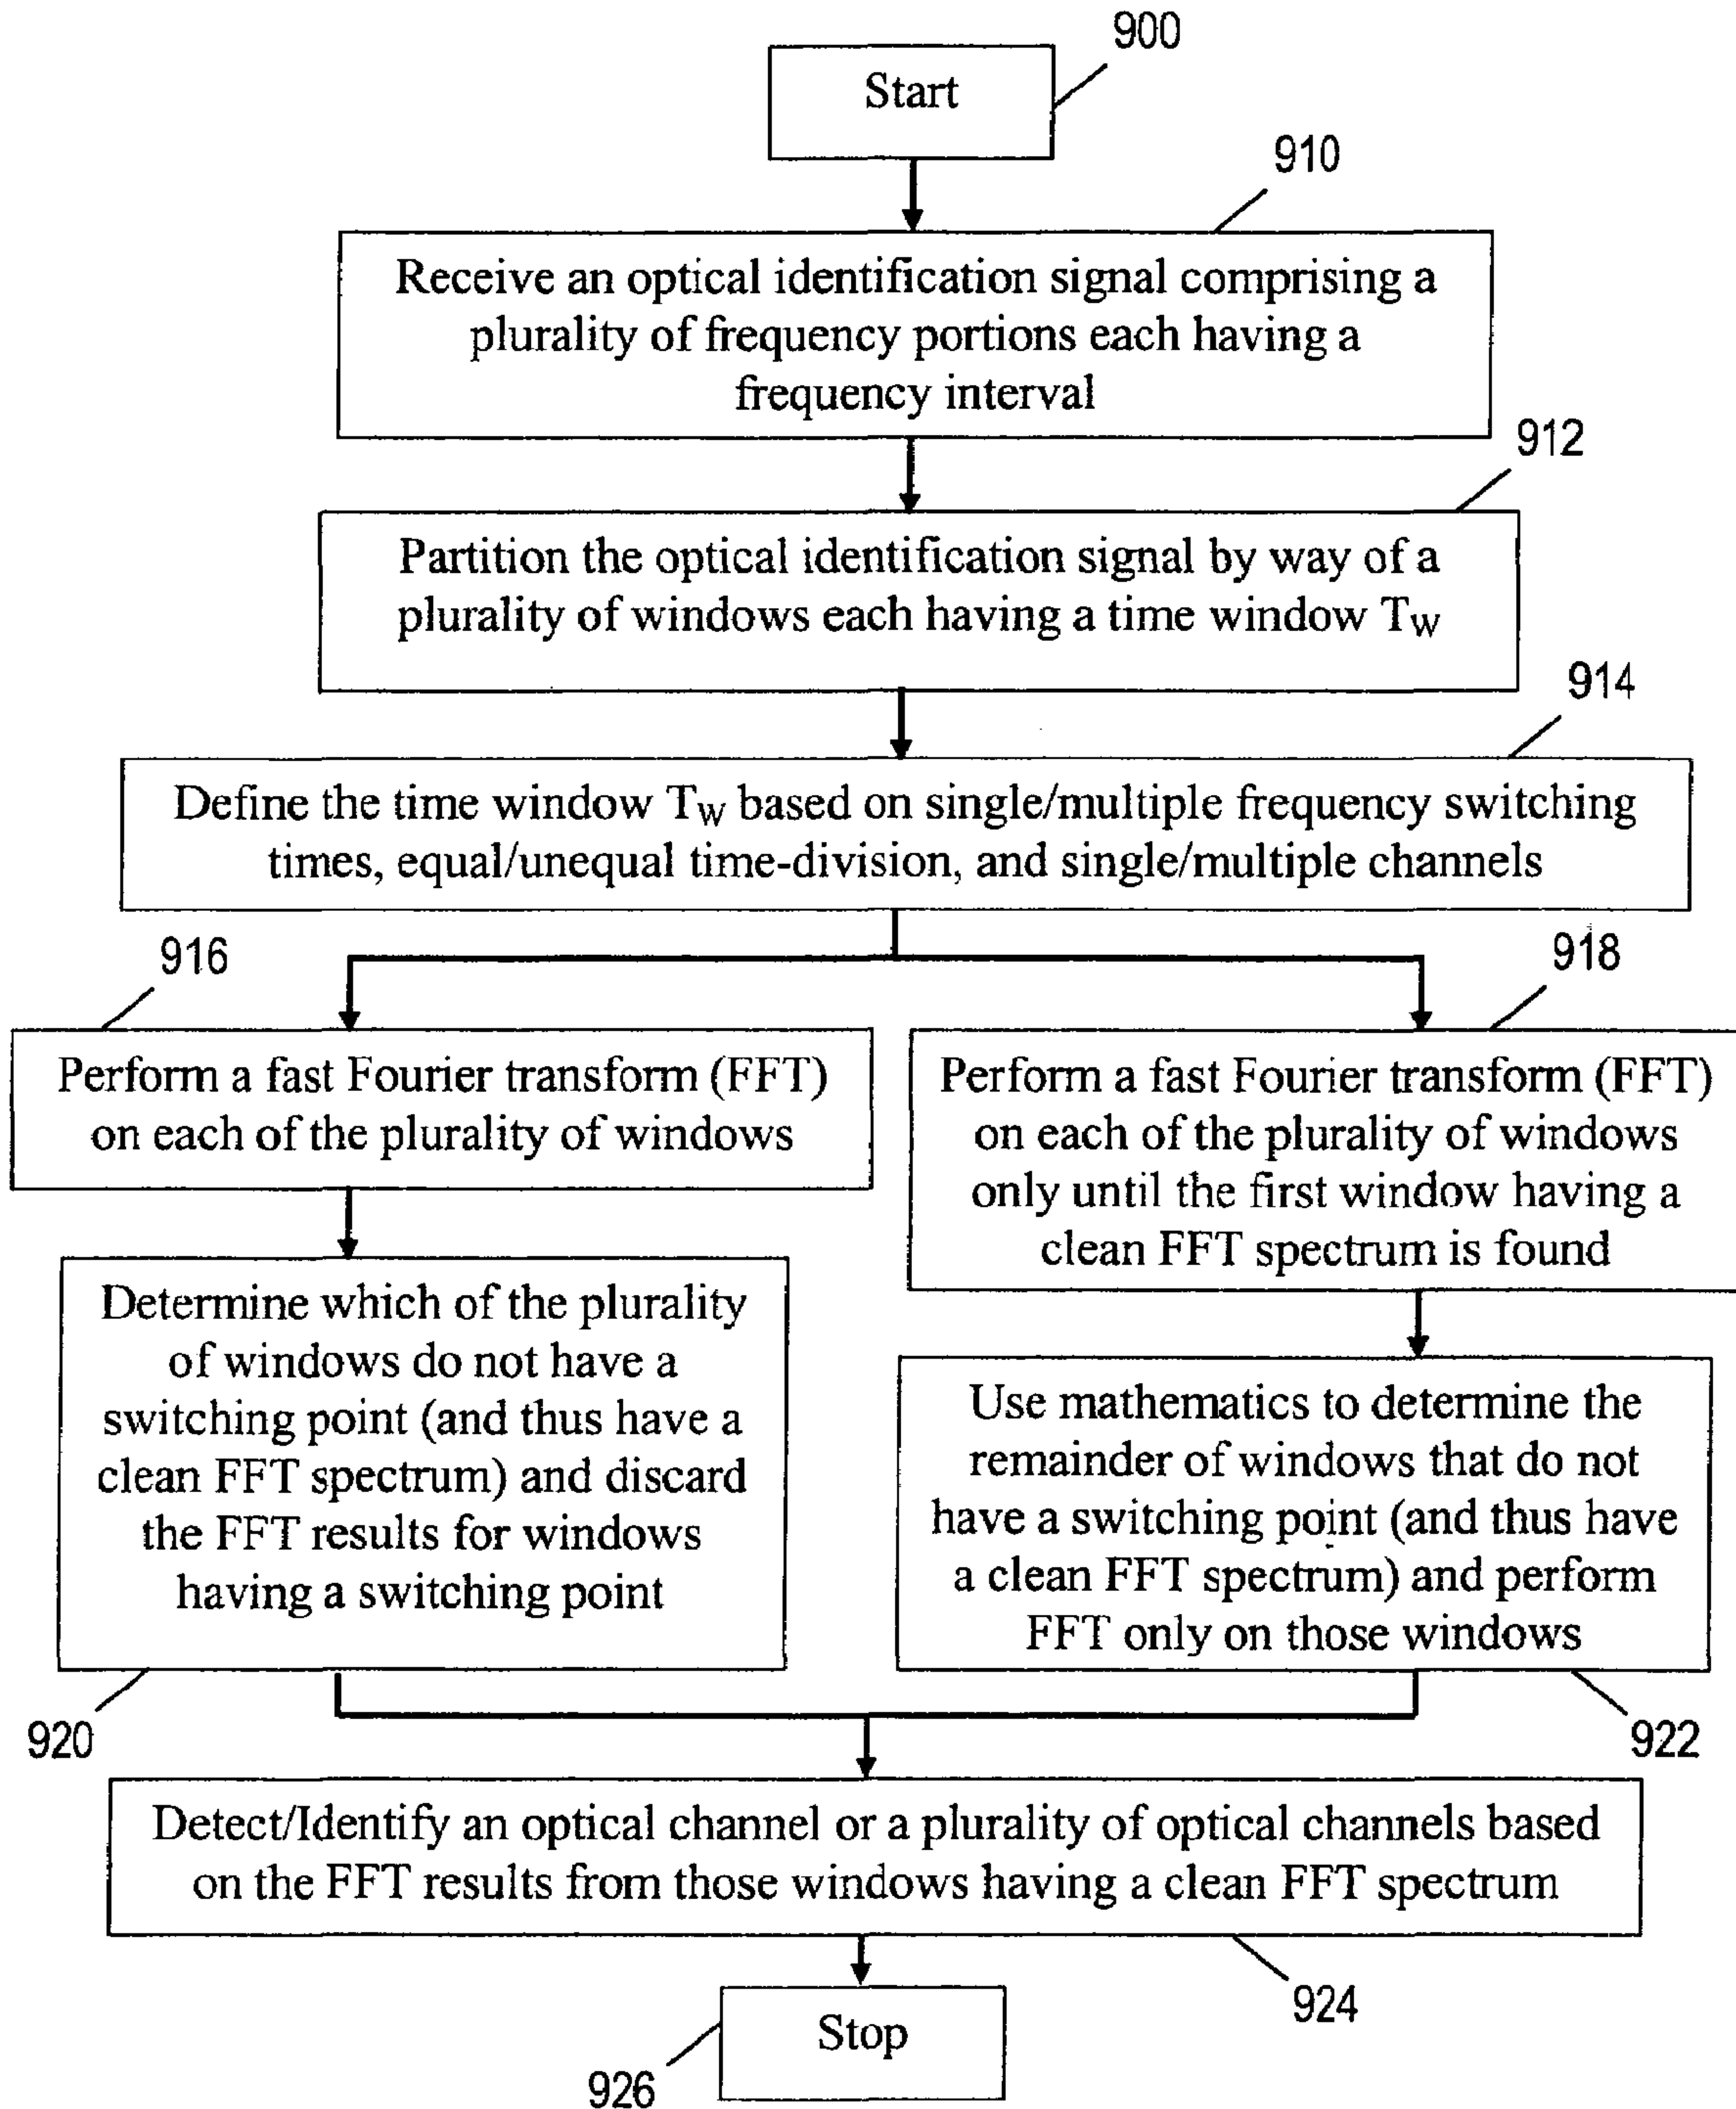 900
Start
910
Receive an optical identification signal comprising a
plurality of frequency portions each having a
frequency interval
912
Partition the optical identification signal by way of a
plurality of windows each having a time window TW
914
Define the time window TW based on single/multiple frequency switching
times, equal/unequal time-division, and single/multiple channels
916
Perform a fast Fourier transform (FFT)
on each of the plurality of windows
918
Perform a fast Fourier transform (FFT)
on each of the plurality of windows
only until the first window having a
clean FFT spectrum is found
Determine which of the plurality
of windows do not have a
switching point (and thus have a
clean FFT spectrum) and discard
the FFT results for windows
having a switching point
920
Use mathematics to determine the
remainder of windows that do not
have a switching point (and thus have
a clean FFT spectrum) and perform
FFT only on those windows
922
Detect/Identify an optical channel or a plurality of optical channels based
on the FFT results from those windows having a clean FFT spectrum
924
Stop
926